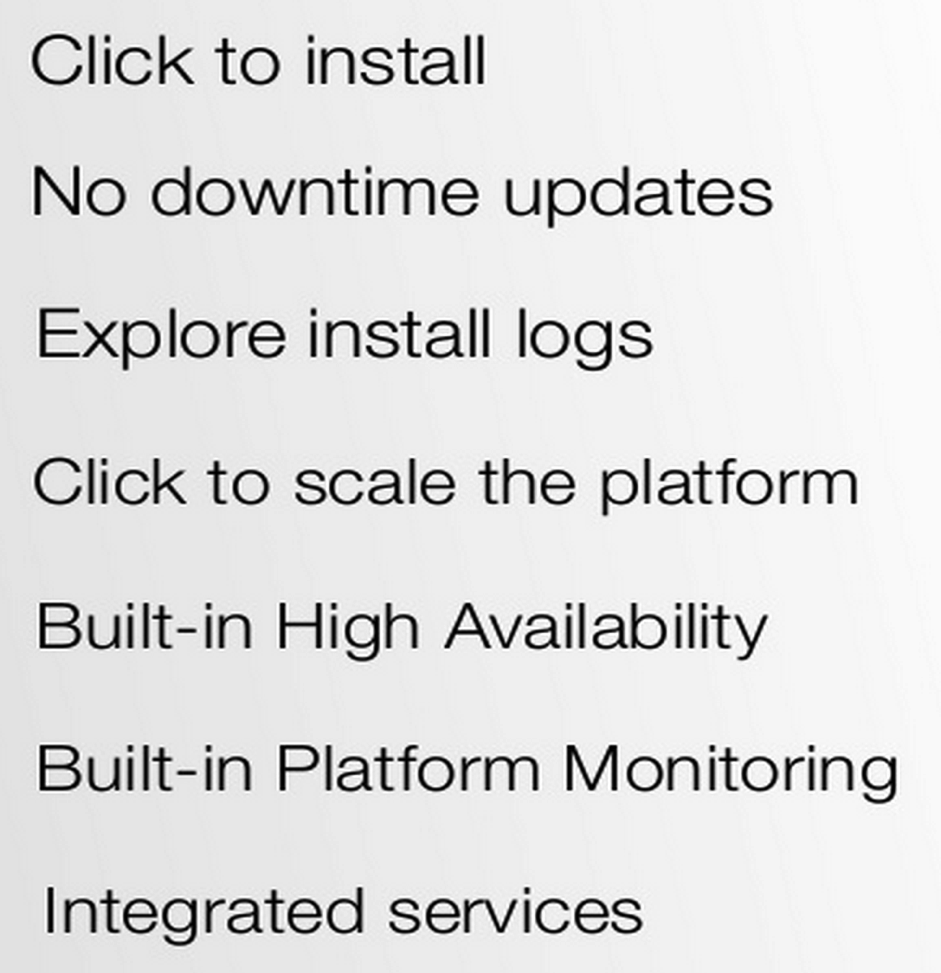 Click to install
No downtime updates
Explore install logs
Click to scale the platform
Built-in High Availability
Built-in Platform Monitoring
Integrated services